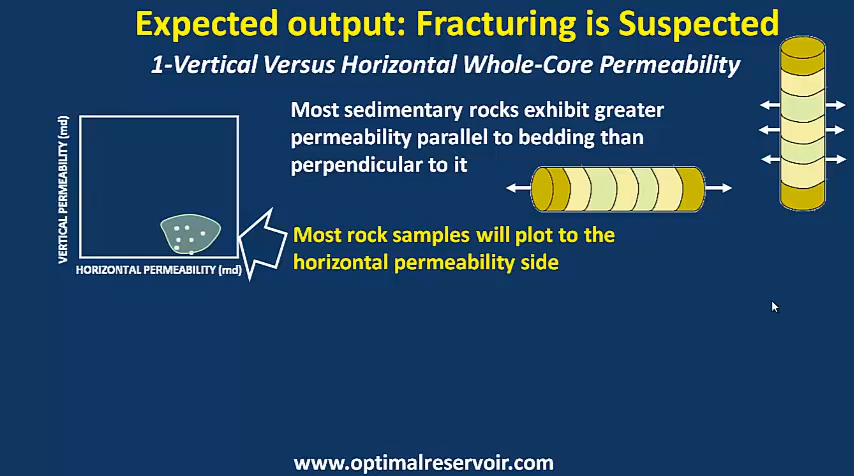 Expected output: Fracturing is Suspected
1-Vertical Versus Horizontal Whole-Core Permeability
Most sedimentary rocks exhibit greater
permeability parallel to bedding than
perpendicular to it
VERTICAL PERMEABILITY (md)
Most rock samples will plot to the
horizontal permeability side
HORIZONTAL PERMEABILITY (md)
www.optimalreservoir.com